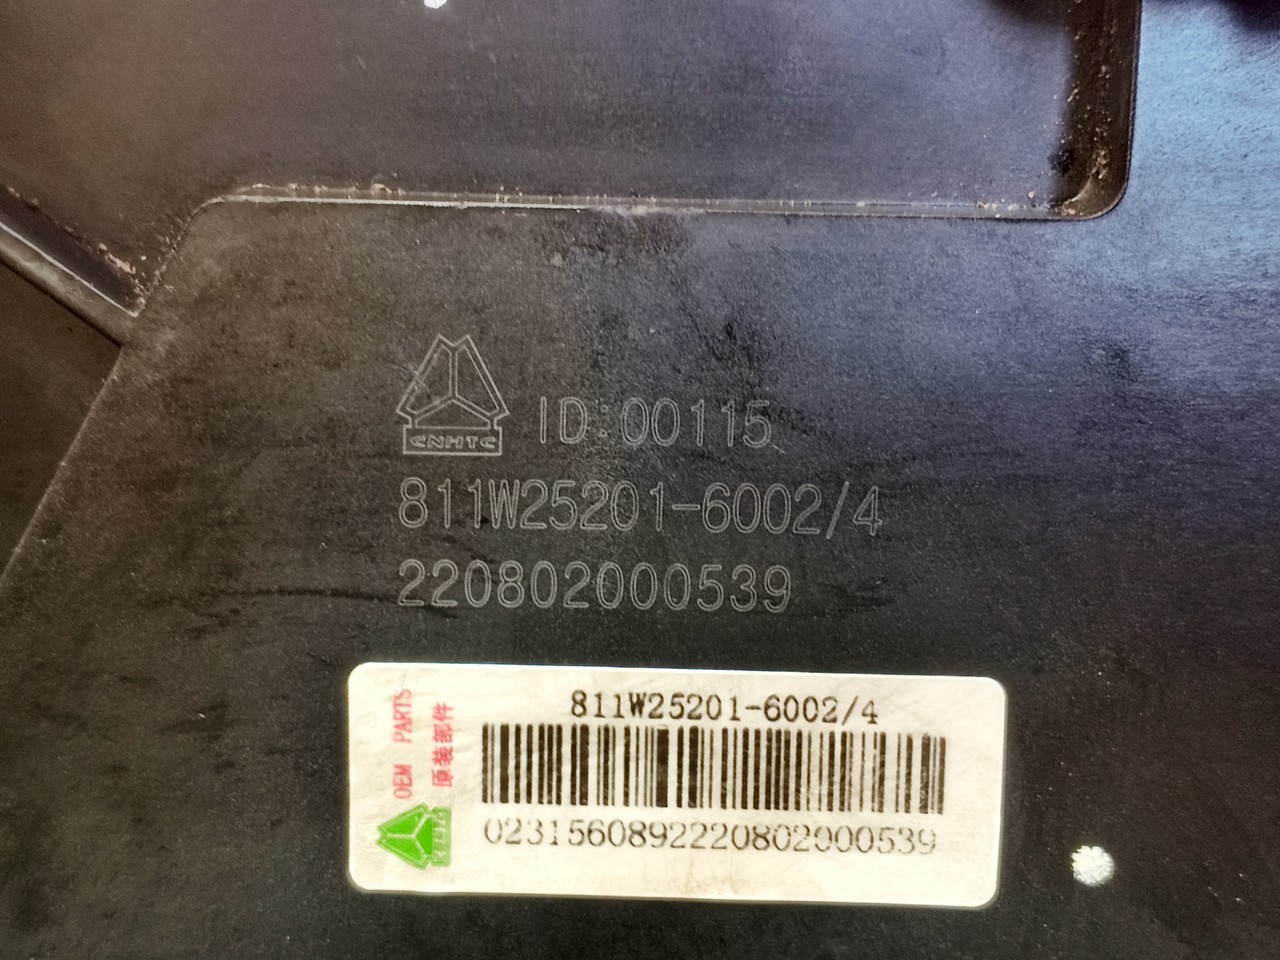 CNHTC ID:00115
811W25201-6002/4
220802000539
811W25201-6002/4
OEM PARTS
原装部件
0231560892220802000539